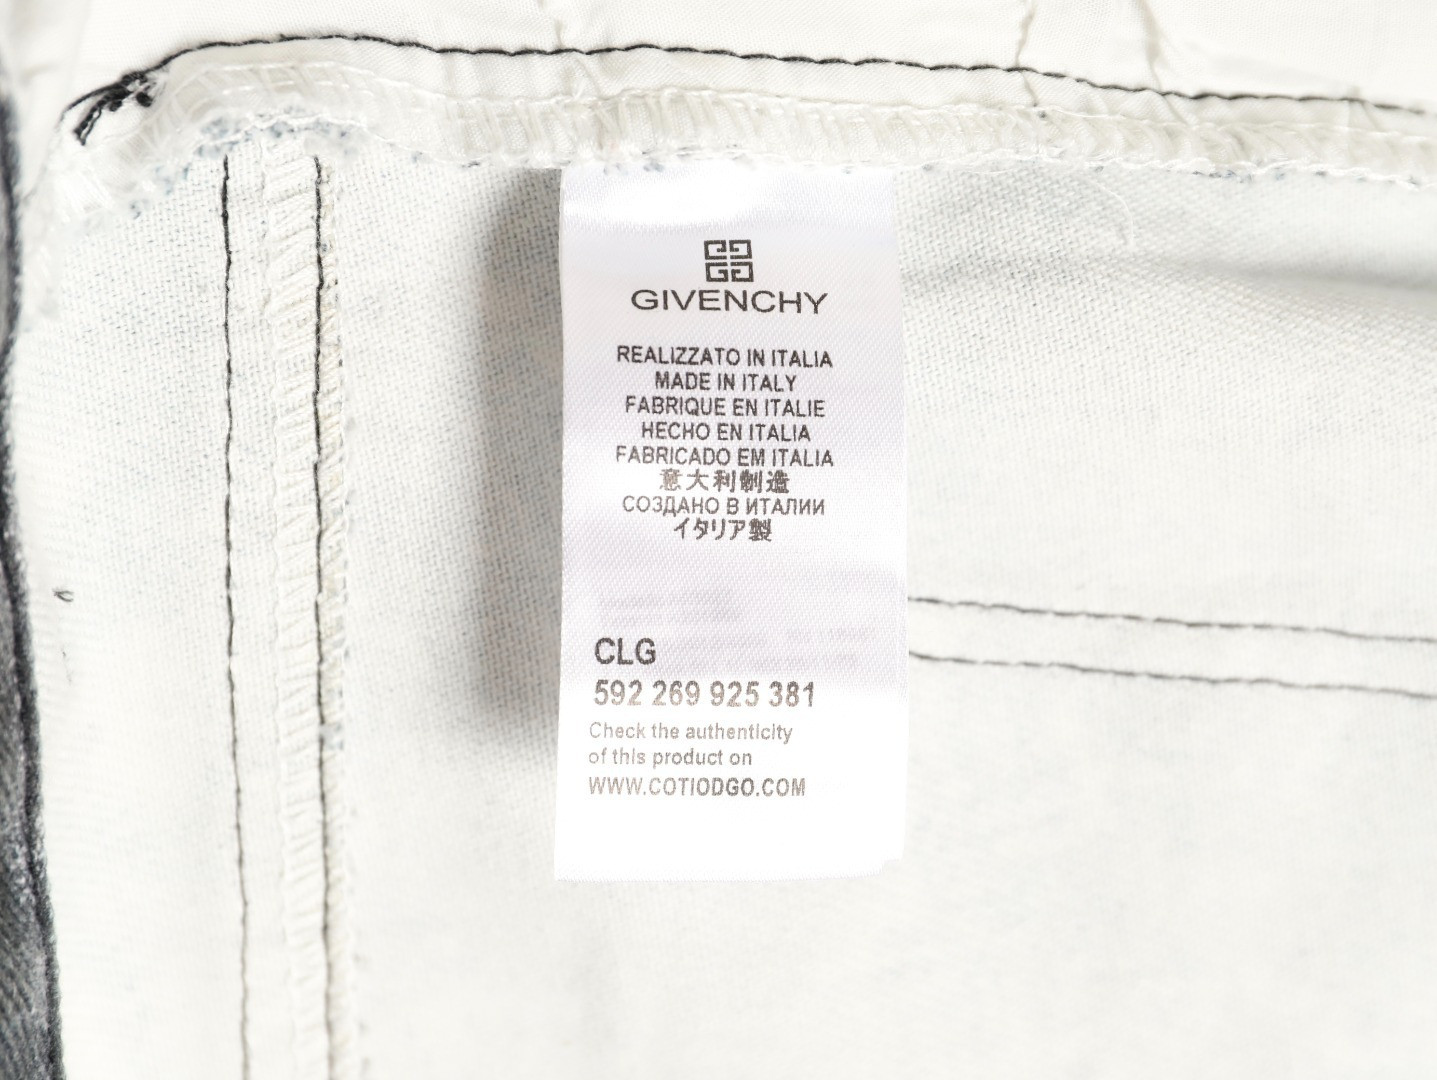 GIVENCHY
REALIZZATO IN ITALIA
MADE IN ITALY
FABRIQUE EN ITALIE
HECHO EN ITALIA
FABRICADO EM ITALIA
意大利制造
СОЗДАНО В ИТАЛИИ
イタリア製
CLG
592 269 925 381
Check the authenticity
of this product on
WWW.COTIODGO.COM